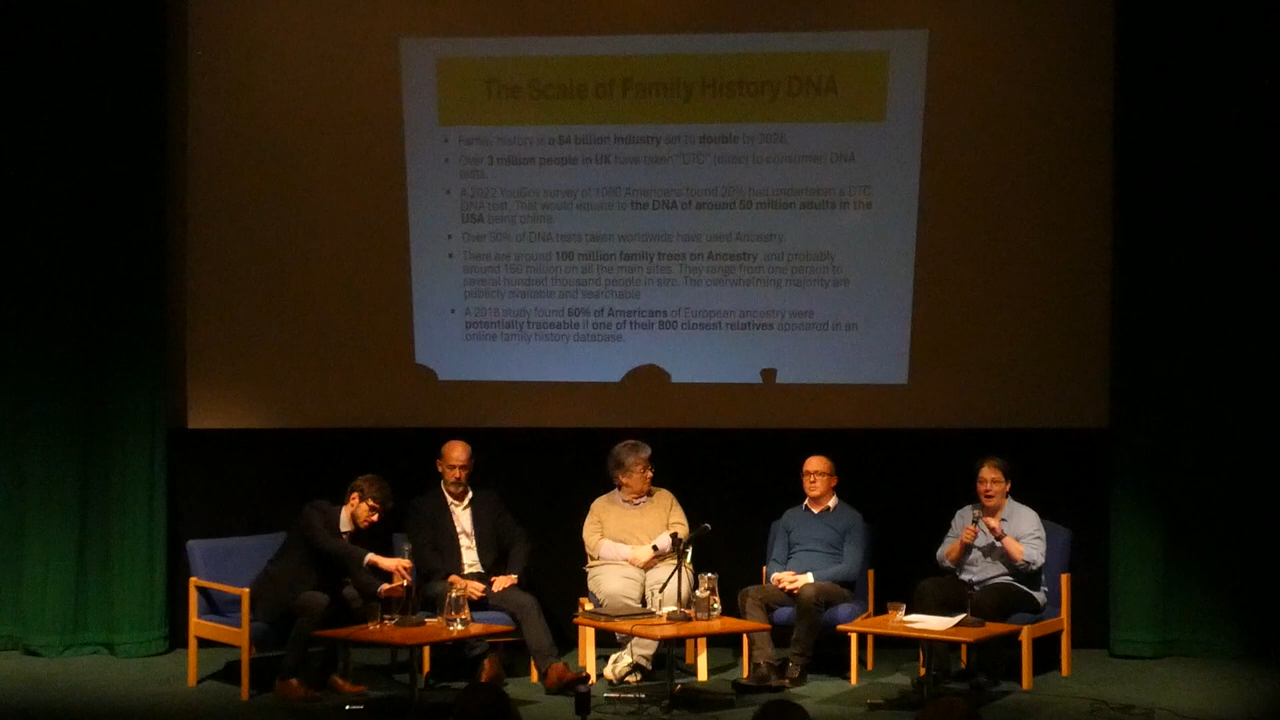 The Scale of Family History DNA
Family history is a $4 billion industry set to double by 2028.
Over 3 million people in UK have taken "DTC" (direct to consumer) DNA
tests.
A 2022 YouGov survey of 1000 Americans found 20% had undertaken a DTC
DNA test. That would equate to the DNA of around 50 million adults in the
USA being online.
Over 50% of DNA tests taken worldwide have used Ancestry.
There are around 100 million family trees on Ancestry, and probably
around 150 million on all the main sites. They range from one person to
several hundred thousand people in size. The overwhelming majority are
publicly available and searchable
A 2018 study found 60% of Americans of European ancestry were
potentially traceable if one of their 800 closest relatives appeared in an
online family history database.